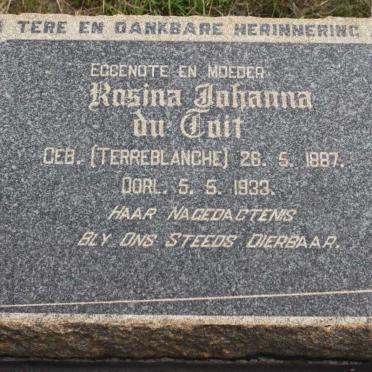 TERE EN DANKBARE HERINNERING
EGGENOTE EN MOEDER
Rosina Johanna
du Toit
GEB. (TERREBLANCHE) 26. 5. 1887.
OORL. 5. 5. 1933.
HAAR NAGEDAGTENIS
BLY ONS STEEDS DIERBAAR.